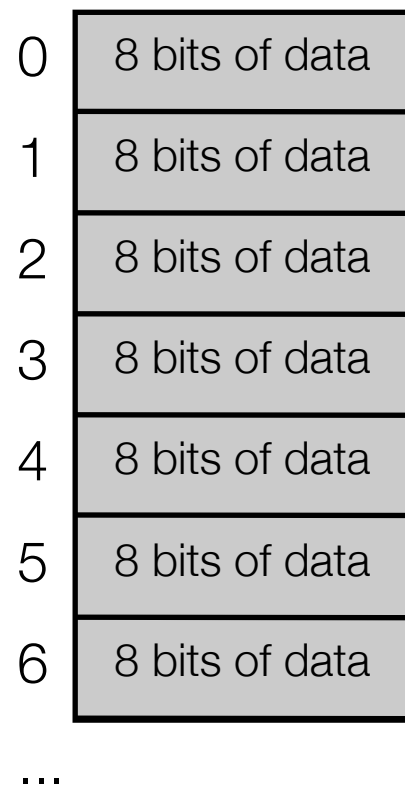 0 8 bits of data
1 8 bits of data
2 8 bits of data
3 8 bits of data
4 8 bits of data
5 8 bits of data
6 8 bits of data
...